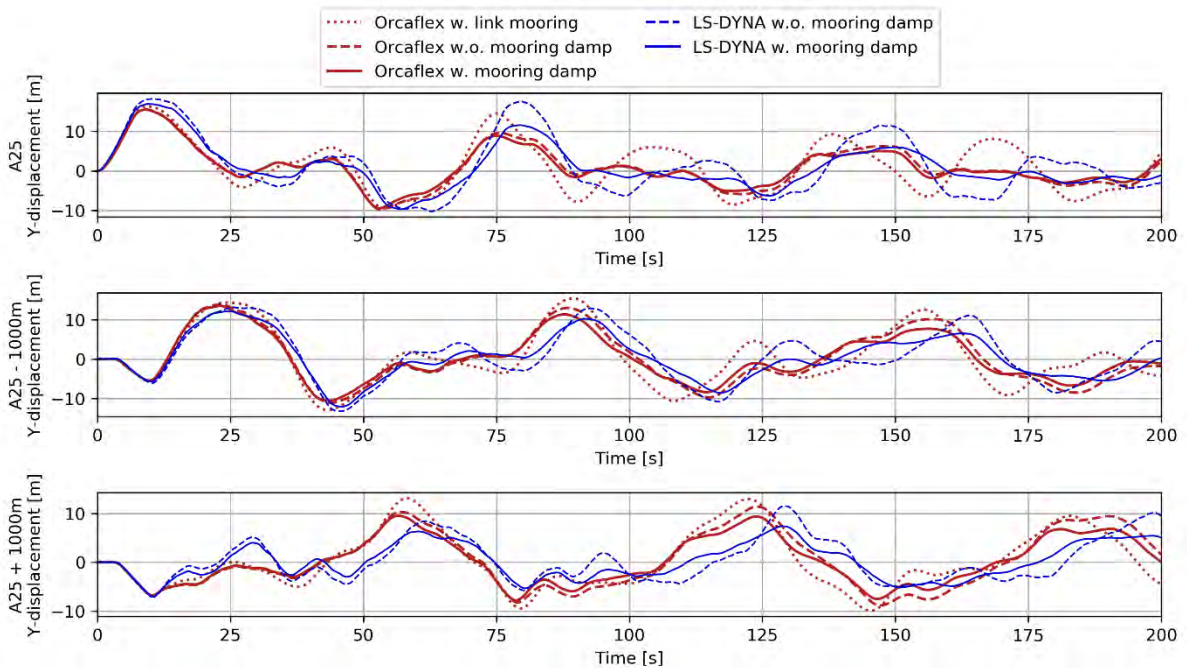 Orcaflex w. link mooring
Orcaflex w.o. mooring damp
Orcaflex w. mooring damp
LS-DYNA w.o. mooring damp
LS-DYNA w. mooring damp
A25
Y-displacement [m]
10
0
−10
0 25 50 75 100 125 150 175 200
Time [s]
A25 - 1000m
Y-displacement [m]
10
0
−10
0 25 50 75 100 125 150 175 200
Time [s]
A25 + 1000m
Y-displacement [m]
10
0
−10
0 25 50 75 100 125 150 175 200
Time [s]